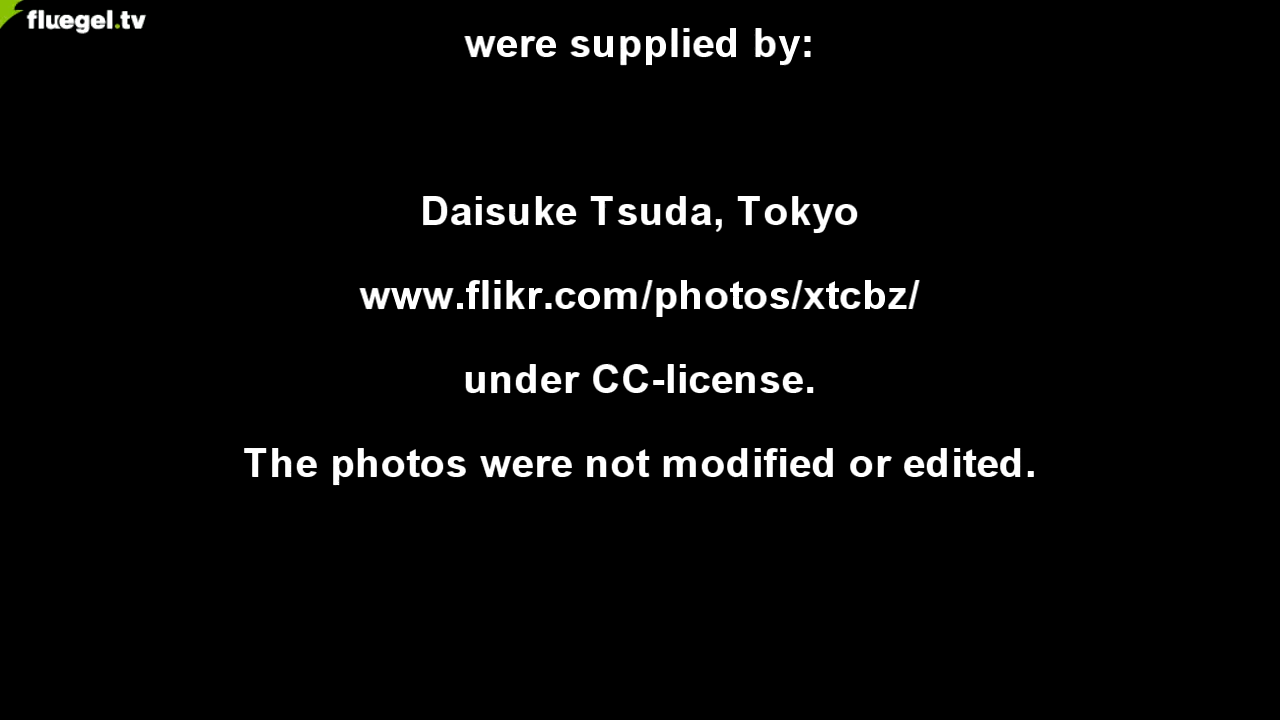 fluegel.tv
were supplied by:
Daisuke Tsuda, Tokyo
www.flikr.com/photos/xtcbz/
under CC-license.
The photos were not modified or edited.